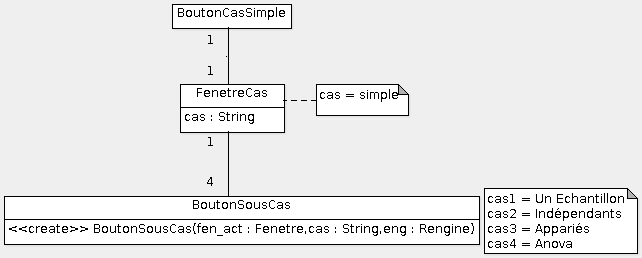 BoutonCasSimple
1
1
FenetreCas
cas : String
cas = simple
1
4
BoutonSousCas
<<create>> BoutonSousCas(fen_act : Fenetre,cas : String,eng : Rengine)
cas1 = Un Echantillon
cas2 = Indépendants
cas3 = Appariés
cas4 = Anova